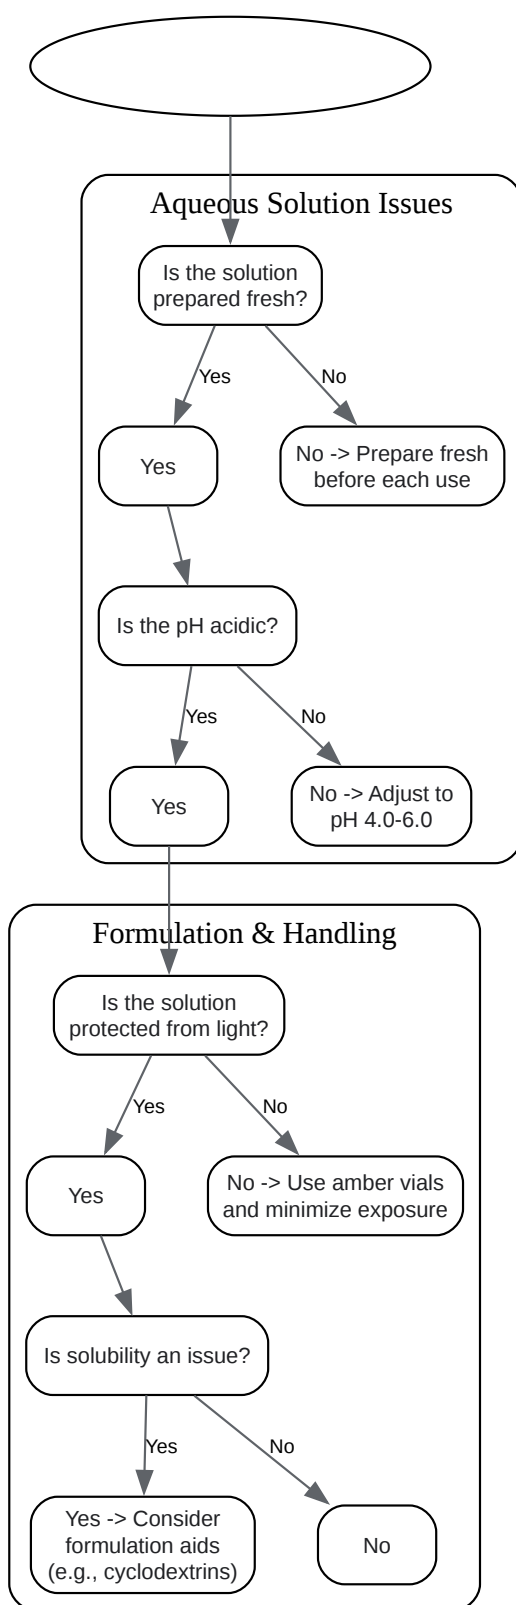 Aqueous Solution Issues
Is the solution
prepared fresh?
Yes
No
Yes
No -> Prepare fresh
before each use
Is the pH acidic?
Yes
No
Yes
No -> Adjust to
pH 4.0-6.0
Formulation & Handling
Is the solution
protected from light?
Yes
No
Yes
No -> Use amber vials
and minimize exposure
Is solubility an issue?
Yes
No
Yes -> Consider
formulation aids
(e.g., cyclodextrins)
No